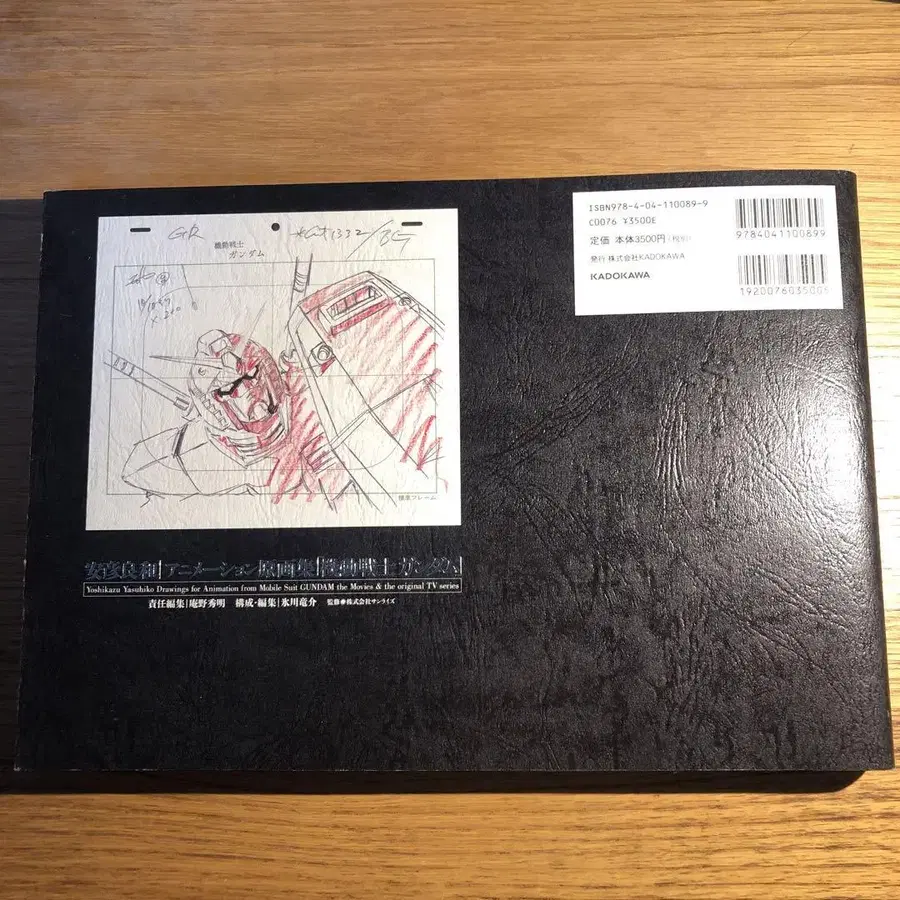 GR
機動戦士
ガンダム
標準フレーム
ISBN978-4-04-110089-9
C0076 ¥3500E
定価 本体3500円(税別)
発行 株式会社KADOKAWA
KADOKAWA
9784041100899
1920076035005
安彦良和|アニメーション原画集|機動戦士ガンダム
Yoshikazu Yasuhiko Drawings for Animation from Mobile Suit GUNDAM the Movies & the original TV series
責任編集|庵野秀明 構成・編集|氷川竜介 監修●株式会社サンライズ